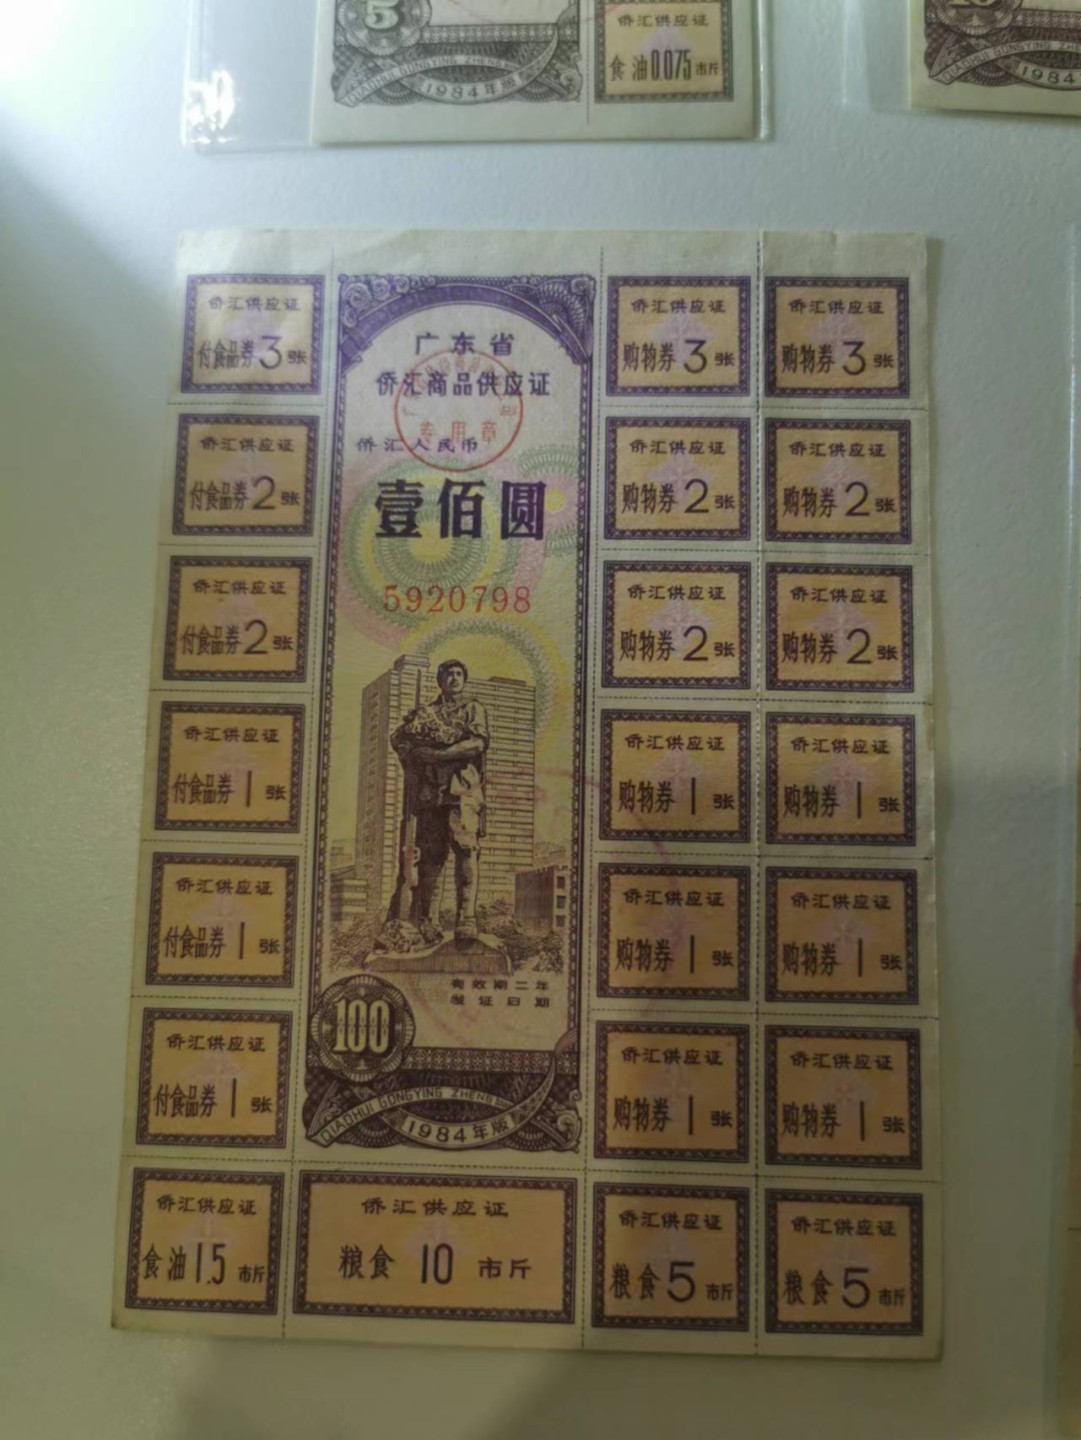 5
侨汇供应证
食油0.075市斤
QIAOHUI GONGYING ZHENG
1984年版
10
1984
侨汇供应证
付食品券3张
侨汇供应证
付食品券2张
侨汇供应证
付食品券2张
侨汇供应证
付食品券1张
侨汇供应证
付食品券1张
侨汇供应证
付食品券1张
侨汇供应证
食油1.5市斤
广东省
侨汇商品供应证
专用章
侨汇人民币
壹佰圆
5920798
有效期二年
发证日期
100
QIAOHUI GONGYING ZHENG
1984年版
侨汇供应证
粮食10市斤
侨汇供应证
购物券3张
侨汇供应证
购物券2张
侨汇供应证
购物券2张
侨汇供应证
购物券1张
侨汇供应证
购物券1张
侨汇供应证
购物券1张
侨汇供应证
粮食5市斤
侨汇供应证
购物券3张
侨汇供应证
购物券2张
侨汇供应证
购物券2张
侨汇供应证
购物券1张
侨汇供应证
购物券1张
侨汇供应证
购物券1张
侨汇供应证
粮食5市斤